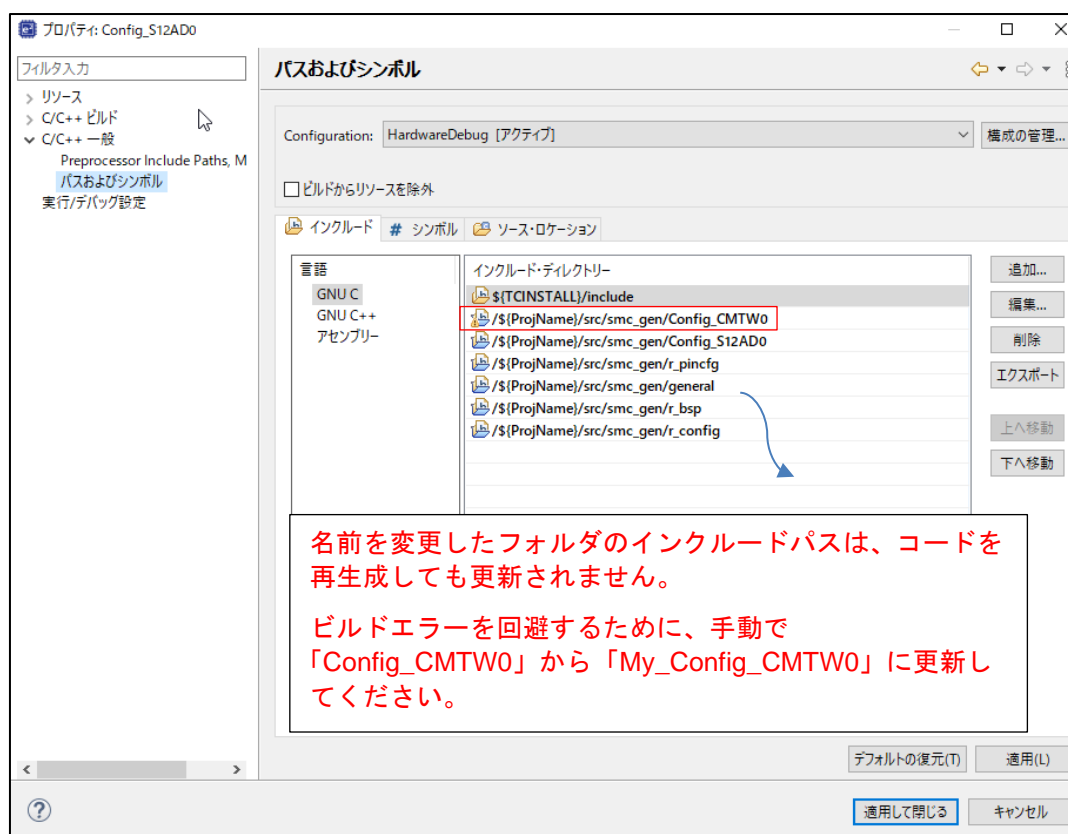 プロパティ: Config_S12AD0
フィルタ入力
リソース
C/C++ ビルド
C/C++ 一般
Preprocessor Include Paths, M
パスおよびシンボル
実行/デバッグ設定
パスおよびシンボル
Configuration: HardwareDebug [アクティブ]
構成の管理...
ビルドからリソースを除外
インクルード # シンボル ソース・ロケーション
言語
GNU C
GNU C++
アセンブリー
インクルード・ディレクトリー
${TCINSTALL}/include
/${ProjName}/src/smc_gen/Config_CMTW0
/${ProjName}/src/smc_gen/Config_S12AD0
/${ProjName}/src/smc_gen/r_pincfg
/${ProjName}/src/smc_gen/general
/${ProjName}/src/smc_gen/r_bsp
/${ProjName}/src/smc_gen/r_config
追加...
編集...
削除
エクスポート
上へ移動
下へ移動
名前を変更したフォルダのインクルードパスは、コードを
再生成しても更新されません。
ビルドエラーを回避するために、手動で
「Config_CMTW0」から「My_Config_CMTW0」に更新し
てください。
デフォルトの復元(T) 適用(L)
適用して閉じる キャンセル